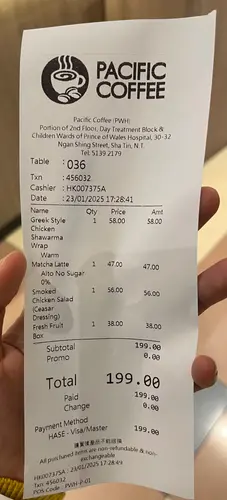 PACIFIC
COFFEE
Pacific Coffee (PWH)
Portion of 2nd Floor, Day Treatment Block &
Children Wards of Prince of Wales Hospital, 30-32
Ngan Shing Street, Sha Tin, N.T.
Tel: 5139 2179
Table : 036
Txn : 456032
Cashier : HK007375A
Date : 23/01/2025 17:28:41
Name Qty Price Amt
Greek Style 1 58.00 58.00
Chicken
Shawarma
Wrap
Warm
Matcha Latte 1 47.00 47.00
Alto No Sugar
0%
Smoked 1 56.00 56.00
Chicken Salad
(Ceasar
Dressing)
Fresh Fruit 1 38.00 38.00
Box
Subtotal 199.00
Promo 0.00
Total 199.00
Paid 199.00
Change 0.00
Payment Method
HASE - Visa/Master 199.00
All purchased items are non-refundable & non-
exchangeable
HK007375A : 23/01/2025 17:28:49
Txn: 456032
POS Code : PWH-P-01